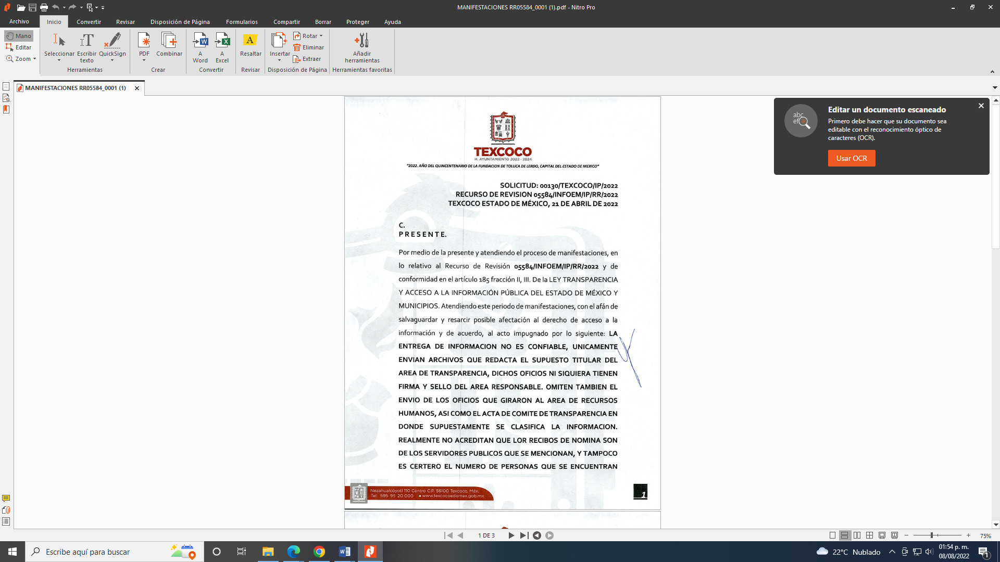 MANIFESTACIONES RR05584_0001 (1).pdf - Nitro Pro
Archivo
Inicio
Convertir
Revisar
Disposición de Página
Formularios
Compartir
Borrar
Proteger
Ayuda
Mano
Editar
Zoom
Seleccionar
Escribir texto
QuickSign
Herramientas
PDF
Combinar
Crear
A Word
A Excel
Convertir
A
Resaltar
Revisar
Insertar
Rotar
Eliminar
Extraer
Disposición de Página
Añadir herramientas
Herramientas favoritas
MANIFESTACIONES RR05584_0001 (1)
abc
ef a
Editar un documento escaneado
Primero debe hacer que su documento sea
editable con el reconocimiento óptico de
caracteres (OCR).
Usar OCR
TEXCOCO
H. AYUNTAMIENTO 2022 - 2024
"2022. AÑO DEL QUINCENTENARIO DE LA FUNDACION DE TOLUCA DE LERDO, CAPITAL DEL ESTADO DE MEXICO"
SOLICITUD: 00130/TEXCOCO/IP/2022
RECURSO DE REVISION 05584/INFOEM/IP/RR/2022
TEXCOCO ESTADO DE MÉXICO, 21 DE ABRIL DE 2022
C.
P R E S E N T E.
Por medio de la presente y atendiendo el proceso de manifestaciones, en
lo relativo al Recurso de Revisión 05584/INFOEM/IP/RR/2022 y de
conformidad en el artículo 185 fracción II, III. De la LEY TRANSPARENCIA
Y ACCESO A LA INFORMACIÓN PÚBLICA DEL ESTADO DE MÉXICO Y
MUNICIPIOS. Atendiendo este periodo de manifestaciones, con el afán de
salvaguardar y resarcir posible afectación al derecho de acceso a la
información y de acuerdo, al acto impugnado por lo siguiente: LA
ENTREGA DE INFORMACION NO ES CONFIABLE, UNICAMENTE
ENVIAN ARCHIVOS QUE REDACTA EL SUPUESTO TITULAR DEL
AREA DE TRANSPARENCIA, DICHOS OFICIOS NI SIQUIERA TIENEN
FIRMA Y SELLO DEL AREA RESPONSABLE. OMITEN TAMBIEN EL
ENVIO DE LOS OFICIOS QUE GIRARON AL AREA DE RECURSOS
HUMANOS, ASI COMO EL ACTA DE COMITE DE TRANSPARENCIA EN
DONDE SUPUESTAMENTE SE CLASIFICA LA INFORMACION.
REALMENTE NO ACREDITAN QUE LOR RECIBOS DE NOMINA SON
DE LOS SERVIDORES PUBLICOS QUE SE MENCIONAN, Y TAMPOCO
ES CERTERO EL NUMERO DE PERSONAS QUE SE ENCUENTRAN
Nezahualcóyotl 110 Centro C.P. 56100 Texcoco, Méx.
Tel: 595 95 20 000 • www.texcocoedomex.gob.mx
1
1 DE 3
75%
Escribe aquí para buscar
22°C Nublado
01:54 p. m.
08/08/2022
1